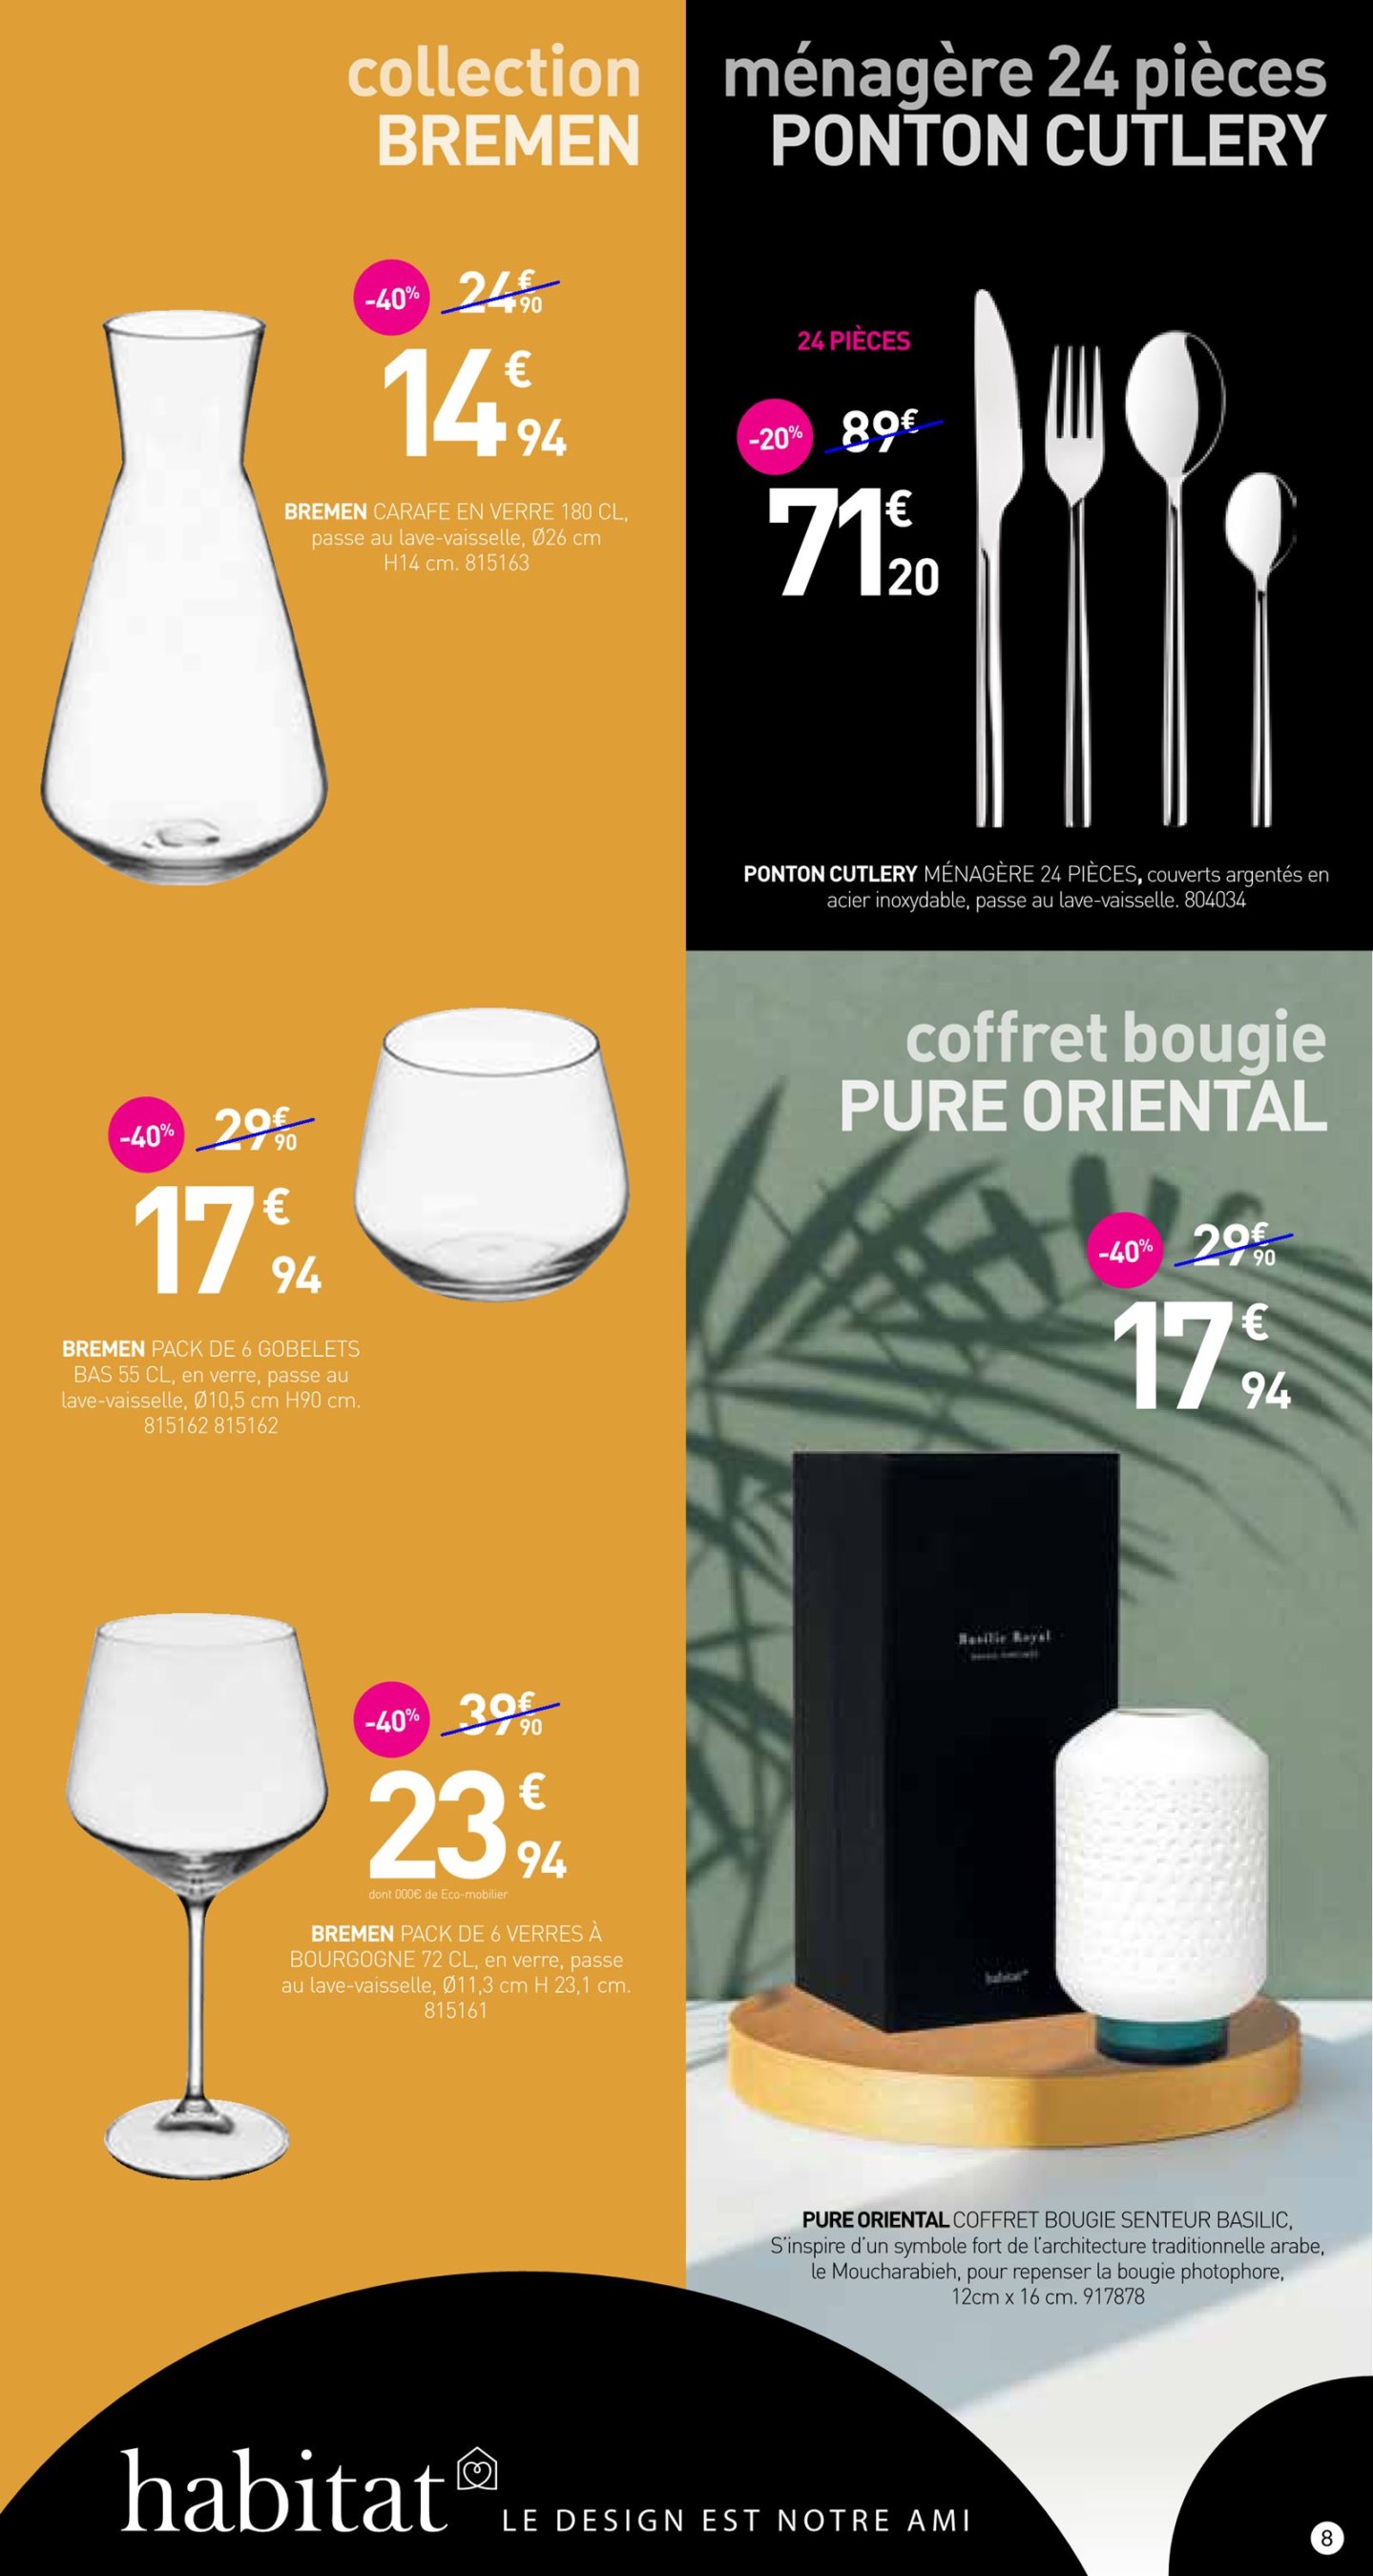 collection
BREMEN
-40%
24€90
14€94
BREMEN CARAFE EN VERRE 180 CL,
passe au lave-vaisselle, Ø26 cm
H14 cm. 815163
-40%
29€90
17€94
BREMEN PACK DE 6 GOBELETS
BAS 55 CL, en verre, passe au
lave-vaisselle, Ø10,5 cm H90 cm.
815162 815162
-40%
39€90
23€94
dont 000€ de Eco-mobilier
BREMEN PACK DE 6 VERRES À
BOURGOGNE 72 CL, en verre, passe
au lave-vaisselle, Ø11,3 cm H 23,1 cm.
815161
ménagère 24 pièces
PONTON CUTLERY
24 PIÈCES
-20%
89€
71€20
PONTON CUTLERY MÉNAGÈRE 24 PIÈCES, couverts argentés en
acier inoxydable, passe au lave-vaisselle. 804034
coffret bougie
PURE ORIENTAL
-40%
29€90
17€94
Basilic Royal
habitat
PURE ORIENTAL COFFRET BOUGIE SENTEUR BASILIC,
S'inspire d'un symbole fort de l'architecture traditionnelle arabe,
le Moucharabieh, pour repenser la bougie photophore,
12cm x 16 cm. 917878
habitat
LE DESIGN EST NOTRE AMI
8